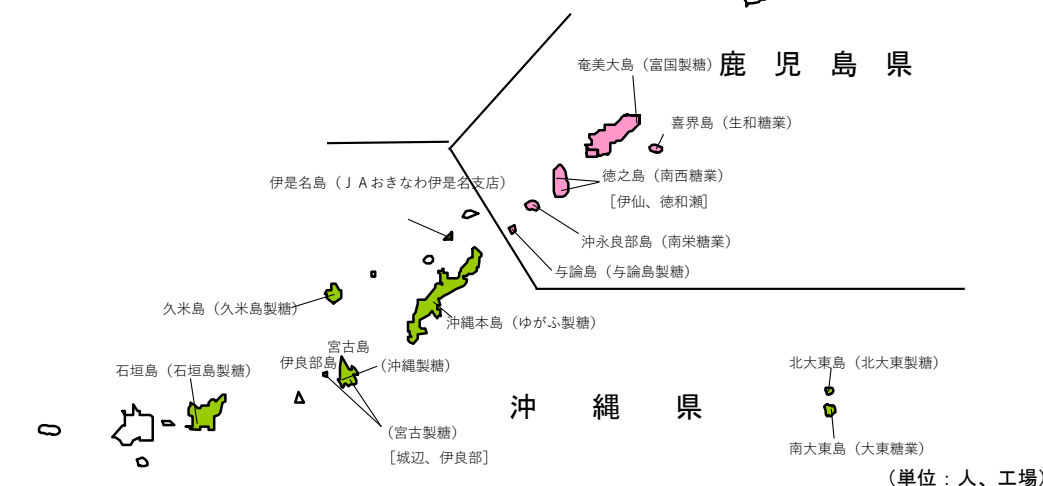 奄美大島（富国製糖）
鹿児島県
喜界島（生和糖業）
徳之島（南西糖業）
［伊仙、徳和瀬］
伊是名島（ＪＡおきなわ伊是名支店）
沖永良部島（南栄糖業）
与論島（与論島製糖）
久米島（久米島製糖）
沖縄本島（ゆがふ製糖）
宮古島
伊良部島
（沖縄製糖）
石垣島（石垣島製糖）
北大東島（北大東製糖）
沖縄県
（宮古製糖）
［城辺、伊良部］
南大東島（大東糖業）
（単位：人、工場）